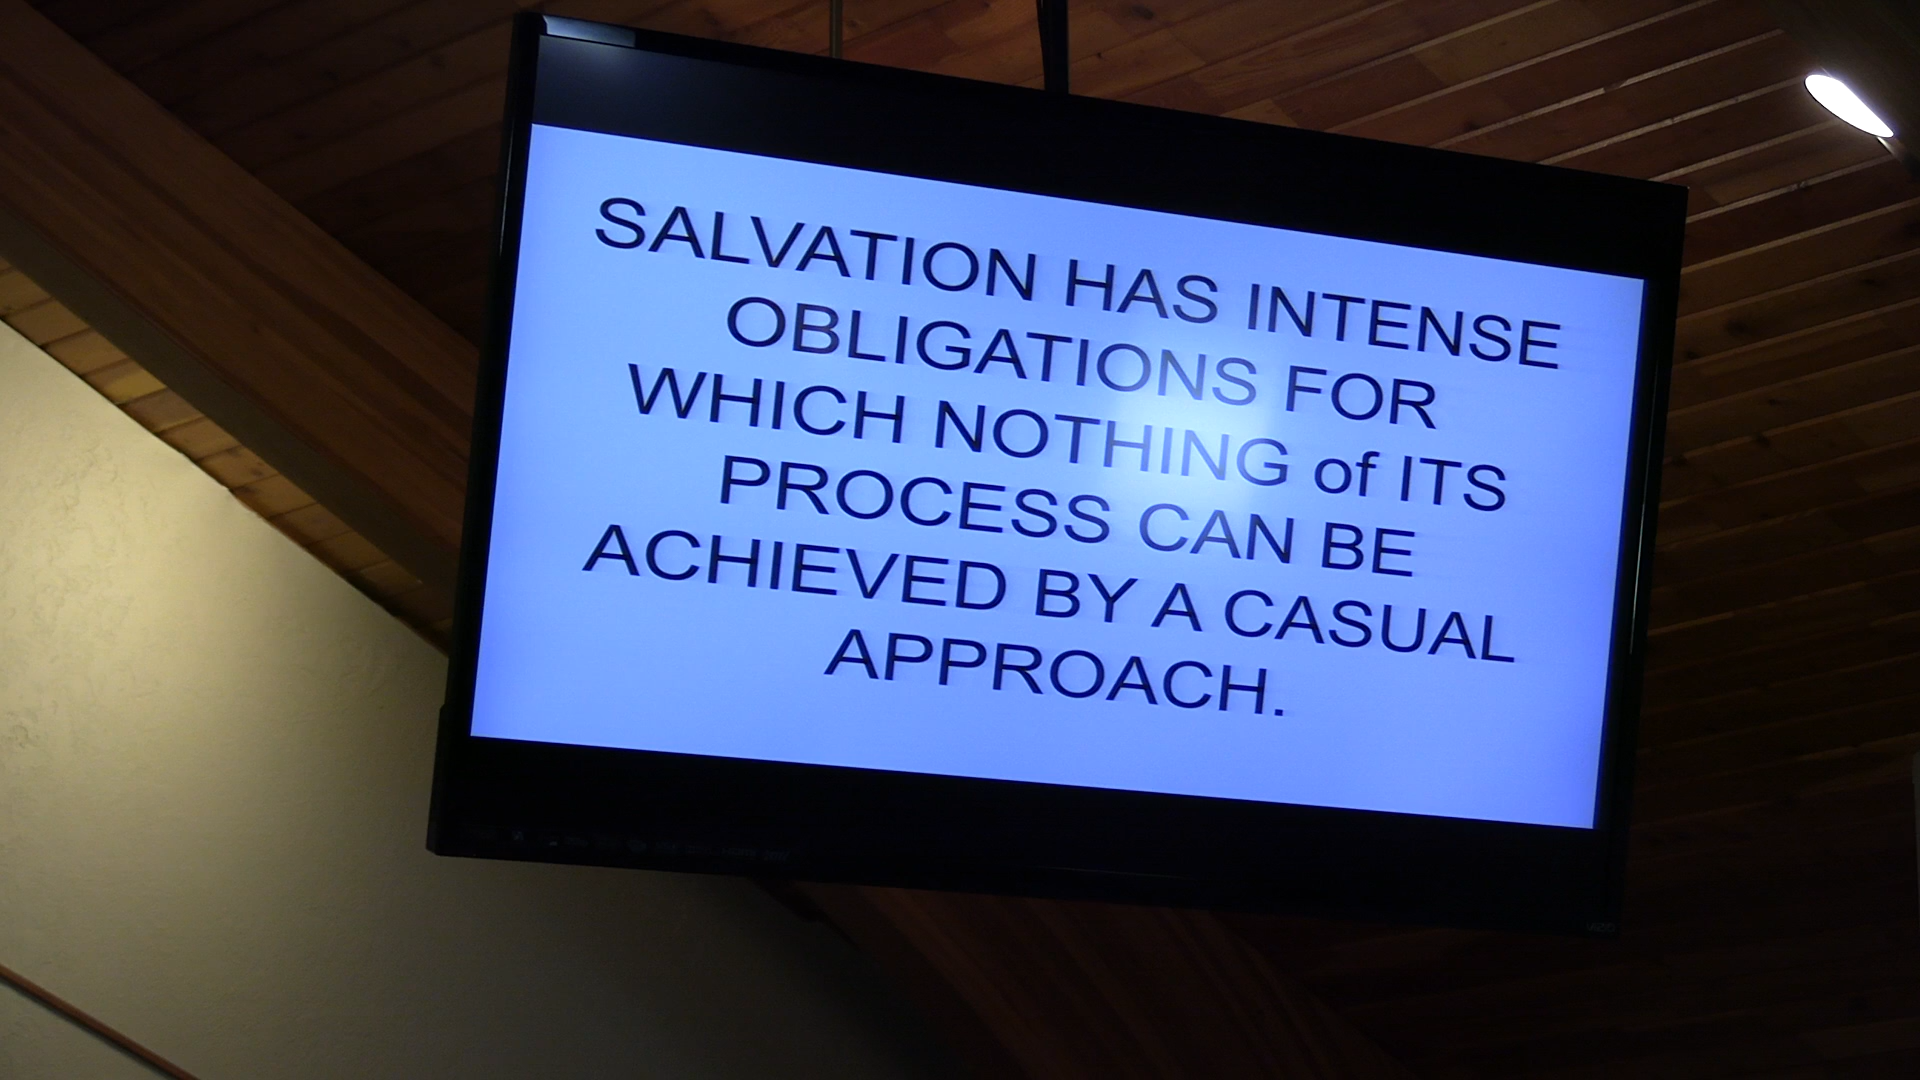 SALVATION HAS INTENSE
OBLIGATIONS FOR
WHICH NOTHING of ITS
PROCESS CAN BE
ACHIEVED BY A CASUAL
APPROACH.